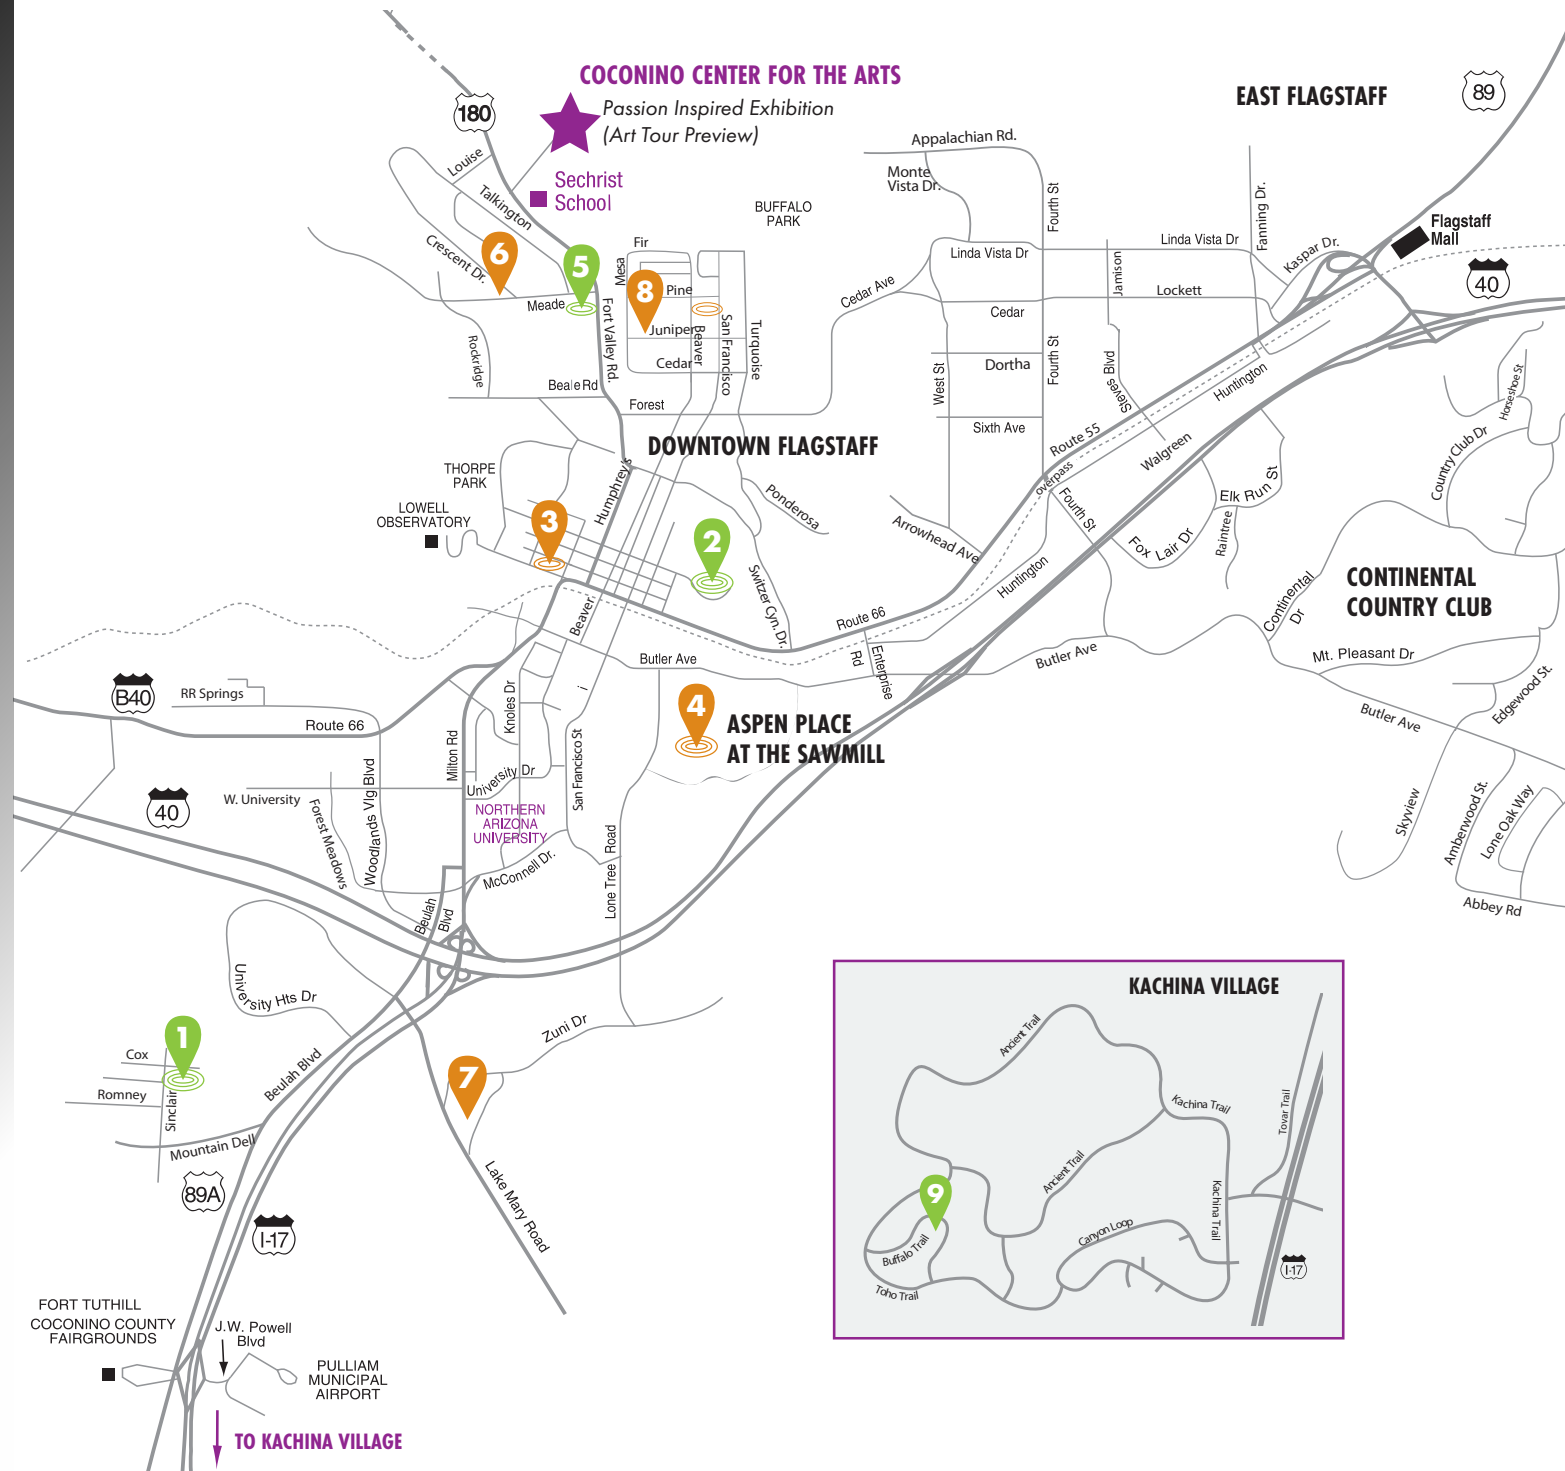 COCONINO CENTER FOR THE ARTS
Passion Inspired Exhibition
(Art Tour Preview)
180
EAST FLAGSTAFF
89
Louise
Talkington
Sechrist
School
Crescent Dr.
6
5
Meade
Fort Valley Rd.
Rockridge
Beale Rd
Fir
Mesa
8
Pine
Juniper
Cedar
Beaver
San Francisco
Turquoise
Forest
BUFFALO
PARK
Appalachian Rd.
Monte
Vista Dr.
Fourth St
Linda Vista Dr
Linda Vista Dr
Fanning Dr.
Kaspar Dr.
Flagstaff
Mall
40
Cedar Ave
Cedar
Jamison
Lockett
Dortha
West St
Fourth St
Steves Blvd
Huntington
Sixth Ave
Route 55
overpass
Walgreen
Horseshoe St
Country Club Dr
DOWNTOWN FLAGSTAFF
THORPE
PARK
LOWELL
OBSERVATORY
Humphrey's
3
2
Ponderosa
Switzer Cyn. Dr.
Arrowhead Ave
Fourth St
Elk Run St
Fox Lair Dr
Raintree
Huntington
CONTINENTAL
COUNTRY CLUB
Continental
Dr
Beaver
Route 66
Butler Ave
Enterprise
Rd
Butler Ave
Mt. Pleasant Dr
Edgewood St.
Butler Ave
B40
RR Springs
Route 66
Knoles Dr
i
4
ASPEN PLACE
AT THE SAWMILL
Milton Rd
University Dr
San Francisco St
40
W. University
Forest Meadows
Woodlands Vlg Blvd
NORTHERN
ARIZONA
UNIVERSITY
McConnell Dr.
Lone Tree Road
Skyview
Amberwood St.
Lone Oak Way
Abbey Rd
Beulah
Blvd
University Hts Dr
1
Cox
Romney
Sinclair
Mountain Dell
Beulah Blvd
Zuni Dr
7
Lake Mary Road
89A
I-17
FORT TUTHILL
COCONINO COUNTY
FAIRGROUNDS
J.W. Powell
Blvd
PULLIAM
MUNICIPAL
AIRPORT
TO KACHINA VILLAGE
KACHINA VILLAGE
Ancient Trail
Kachina Trail
Tovar Trail
Ancient Trail
Kachina Trail
9
Buffalo Trail
Canyon Loop
Toho Trail
I-17